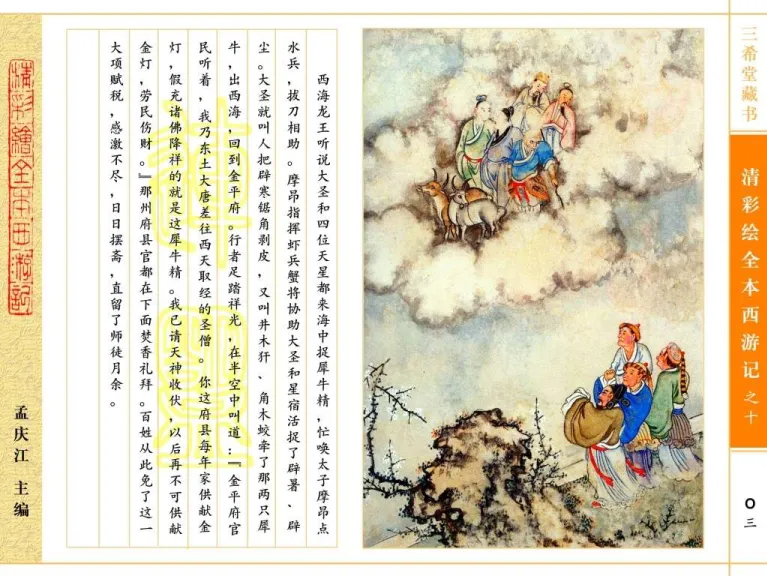 三希堂藏书
清彩绘全本西游记之十
〇三
西海龙王听说大圣和四位天星都来海中捉犀牛精,忙唤太子摩昂点
水兵,拔刀相助。摩昂指挥虾兵蟹将协助大圣和星宿活捉了辟暑、辟
尘。大圣就叫人把辟寒锯角剥皮,又叫井木犴、角木蛟牵了那两只犀
牛,出西海,回到金平府。行者足踏祥光,在半空中叫道:『金平府官
民听着,我乃东土大唐差往西天取经的圣僧。你这府县每年家供献金
灯,假充诸佛降祥的就是这犀牛精。我已请天神收伏,以后再不可供献
金灯,劳民伤财。』那州府县官都在下面焚香礼拜。百姓从此免了这一
大项赋税,感激不尽,日日摆斋,直留了师徒月余。
清彩繪全本西游記
孟庆江 主编